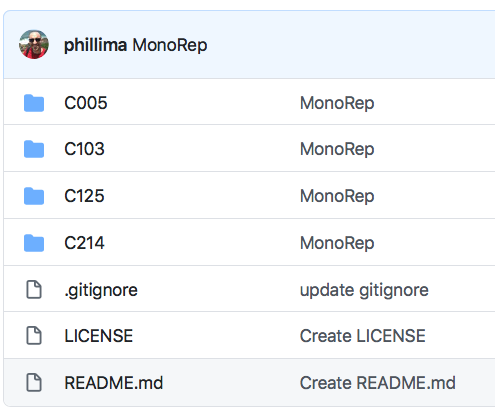 phillima MonoRep
C005 MonoRep
C103 MonoRep
C125 MonoRep
C214 MonoRep
.gitignore update gitignore
LICENSE Create LICENSE
README.md Create README.md